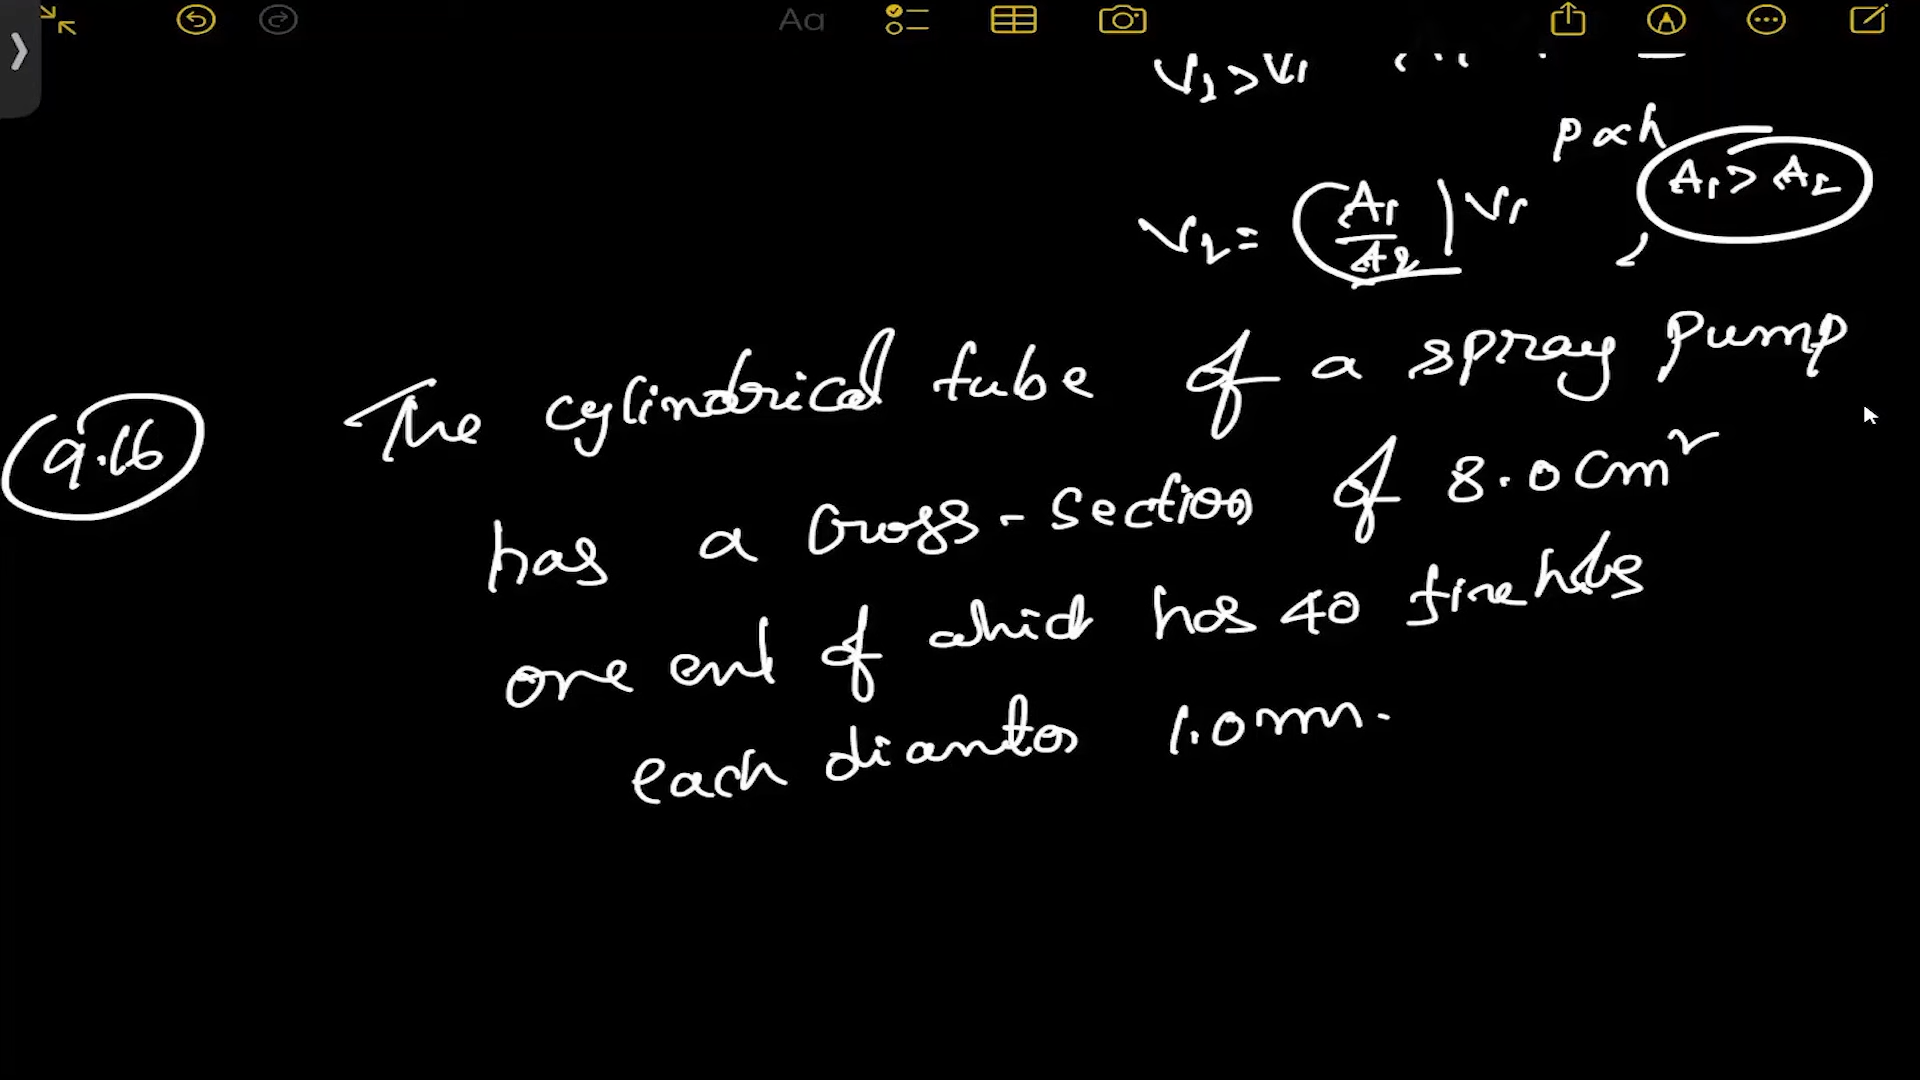 Aa
V2 > V1
P ∝ h
A1 > A2
V2 = (A1/A2) V1
9.16
The cylindrical tube of a spray pump
has a cross-section of 8.0 cm²
one end of which has 40 fine holes
each diameter 1.0 mm.